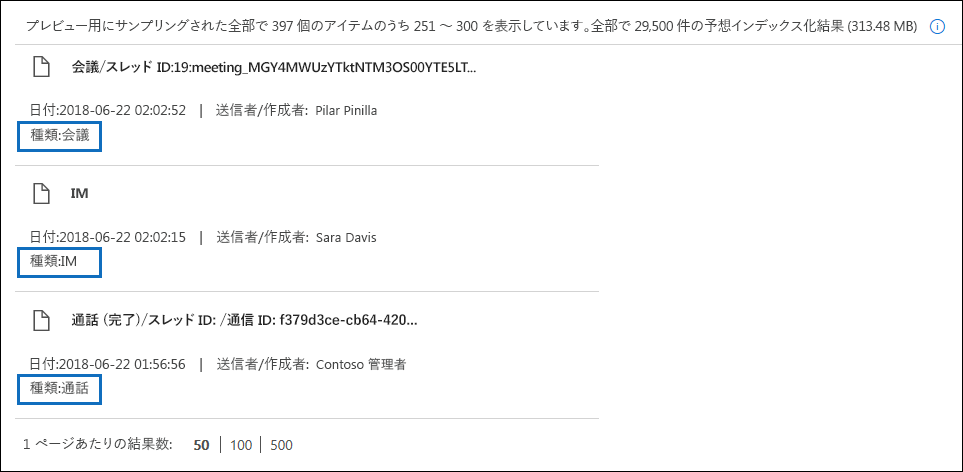 プレビュー用にサンプリングされた全部で 397 個のアイテムのうち 251 ～ 300 を表示しています。全部で 29,500 件の予想インデックス化結果 (313.48 MB)
会議/スレッド ID:19:meeting_MGY4MWUzYTktNTM3OS00YTE5LT...
日付:2018-06-22 02:02:52 | 送信者/作成者: Pilar Pinilla
種類:会議
IM
日付:2018-06-22 02:02:15 | 送信者/作成者: Sara Davis
種類:IM
通話 (完了)/スレッド ID: /通信 ID: f379d3ce-cb64-420...
日付:2018-06-22 01:56:56 | 送信者/作成者: Contoso 管理者
種類:通話
1 ページあたりの結果数: 50 | 100 | 500